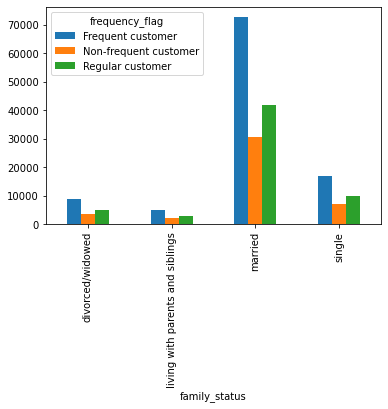 frequency_flag
Frequent customer
Non-frequent customer
Regular customer
70000
60000
50000
40000
30000
20000
10000
0
divorced/widowed
living with parents and siblings
married
single
family_status